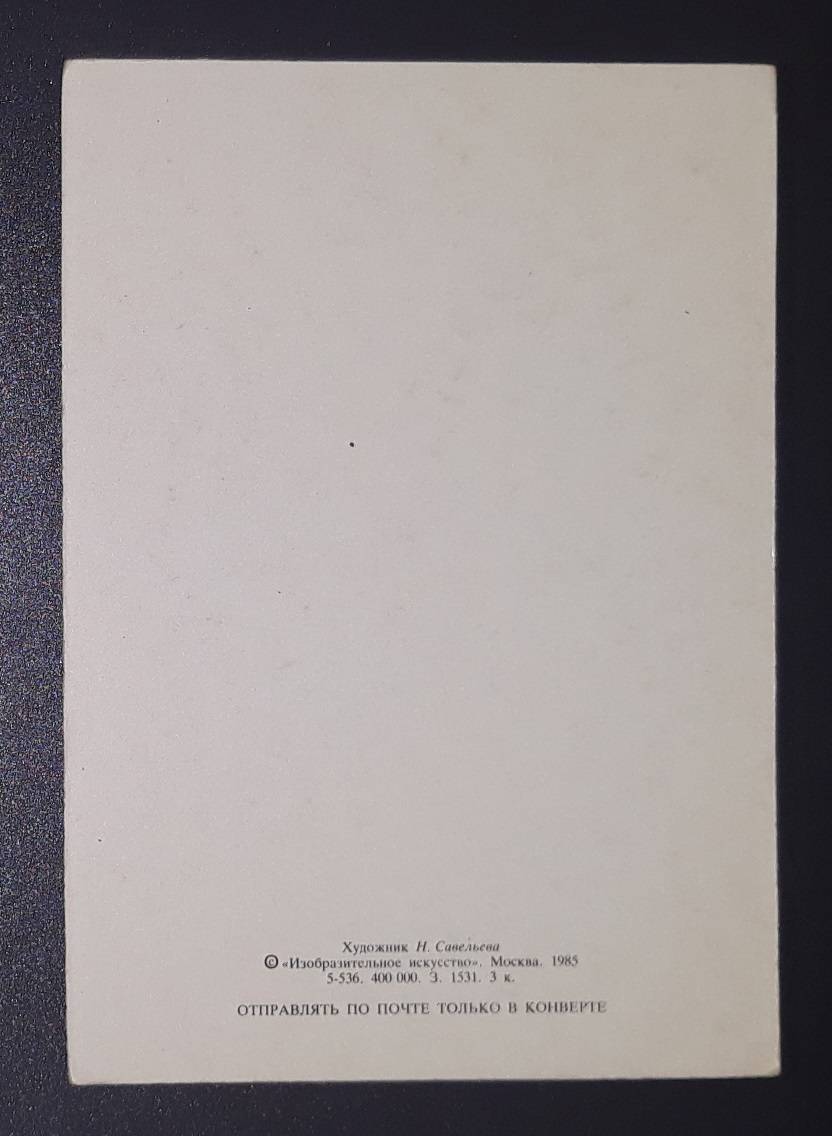 Художник Н. Савельева
© «Изобразительное искусство». Москва. 1985
5-536. 400 000. З. 1531. 3 к.
ОТПРАВЛЯТЬ ПО ПОЧТЕ ТОЛЬКО В КОНВЕРТЕ